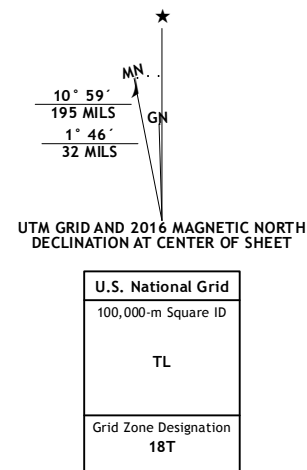 ★
MN
10° 59´
195 MILS
GN
1° 46´
32 MILS
UTM GRID AND 2016 MAGNETIC NORTH
DECLINATION AT CENTER OF SHEET
U.S. National Grid
100,000-m Square ID
TL
Grid Zone Designation
18T